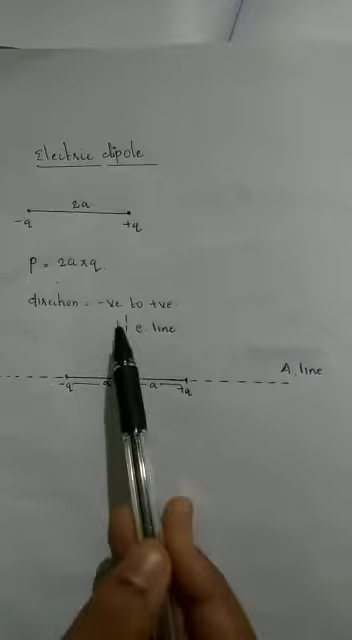 Electric dipole
2a
-q +q
P = 2a × q
direction = -ve to +ve
e. line
A. line
-q a a +q